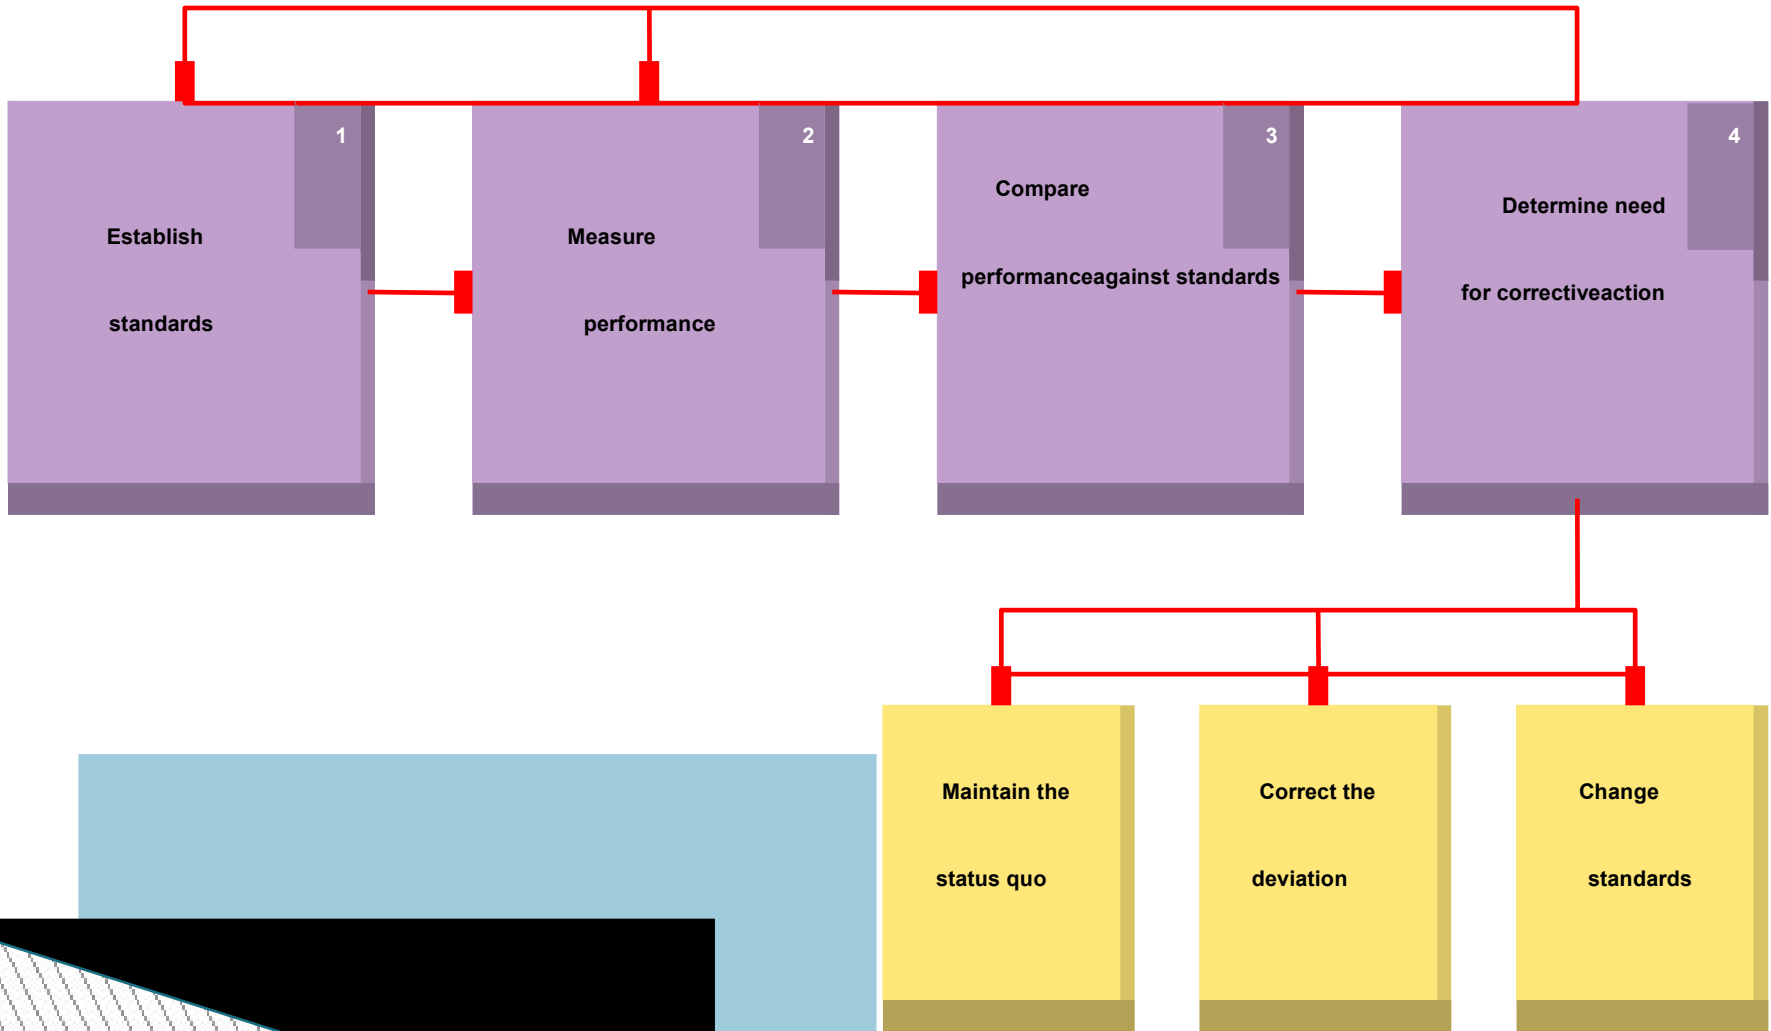 1
Establish
standards
2
Measure
performance
3
Compare
performanceagainst standards
4
Determine need
for correctiveaction
Maintain the
status quo
Correct the
deviation
Change
standards